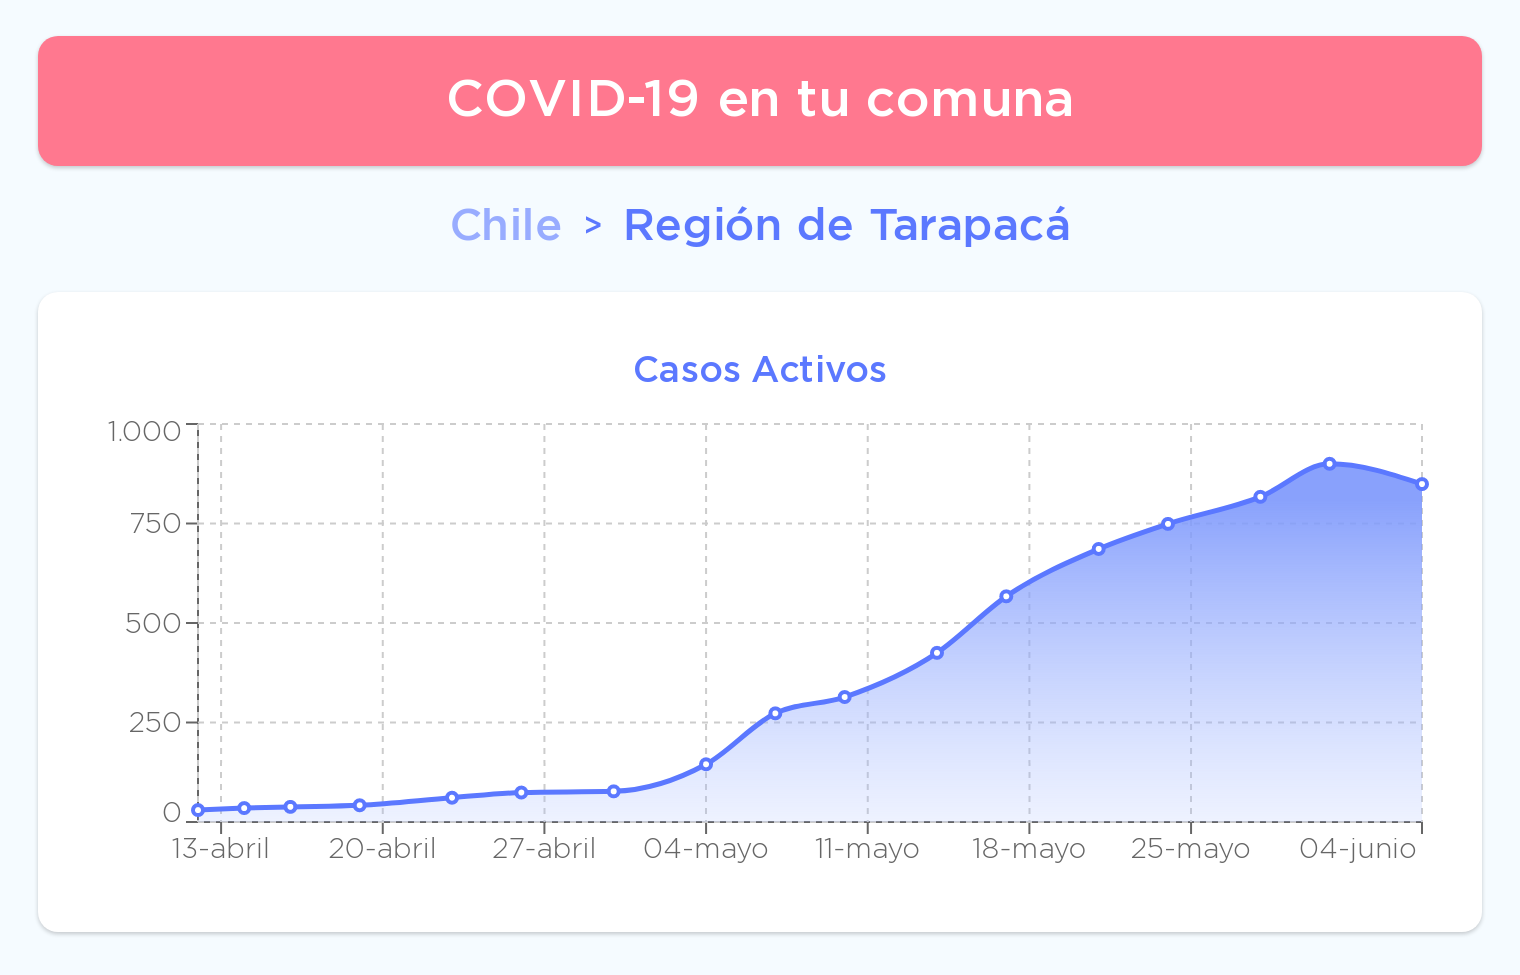 COVID-19 en tu comuna
Chile > Región de Tarapacá
Casos Activos
1.000
750
500
250
0
13-abril 20-abril 27-abril 04-mayo 11-mayo 18-mayo 25-mayo 04-junio